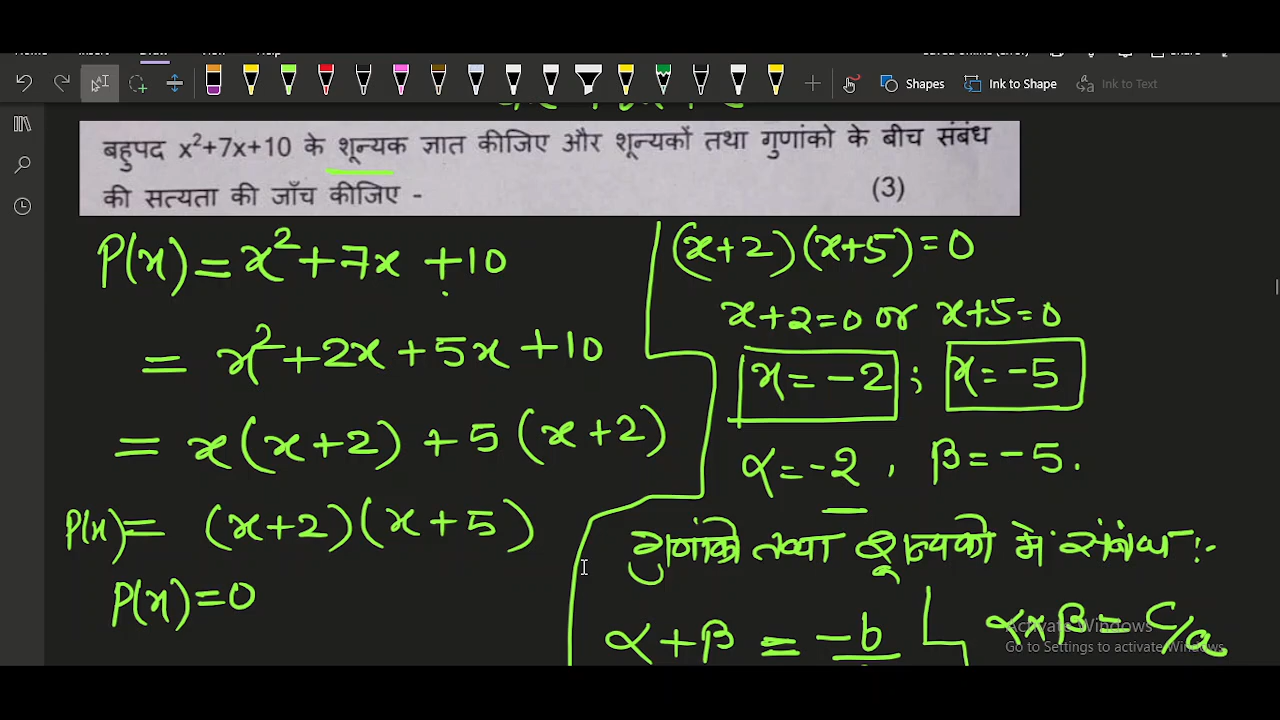 Shapes Ink to Shape Ink to Text
बहुपद x²+7x+10 के शून्यक ज्ञात कीजिए और शून्यकों तथा गुणांको के बीच संबंध
की सत्यता की जाँच कीजिए - (3)
P(x) = x² + 7x + 10
= x² + 2x + 5x + 10
= x(x+2) + 5(x+2)
P(x) = (x+2)(x+5)
P(x) = 0
(x+2)(x+5) = 0
x+2=0 or x+5=0
x = -2 ; x = -5
α = -2 , β = -5.
गुणांको तथा शून्यको मे संबंध :-
α + β = -b
α x β = c/a
Activate Windows
Go to Settings to activate Windows.